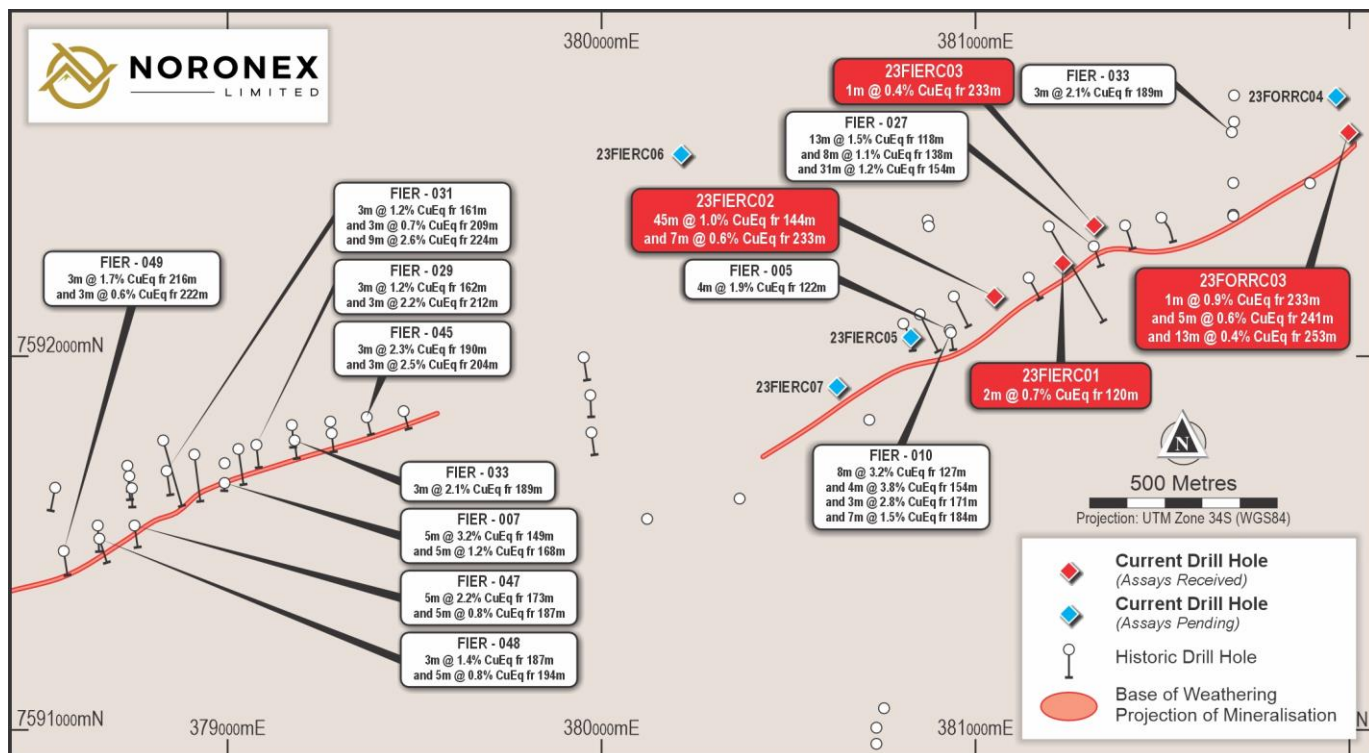 NORONEX
LIMITED
380000mE
381000mE
23FIERC03
1m @ 0.4% CuEq fr 233m
FIER - 033
3m @ 2.1% CuEq fr 189m
23FORRC04
FIER - 027
13m @ 1.5% CuEq fr 118m
and 8m @ 1.1% CuEq fr 138m
and 31m @ 1.2% CuEq fr 154m
23FIERC06
FIER - 031
3m @ 1.2% CuEq fr 161m
and 3m @ 0.7% CuEq fr 209m
and 9m @ 2.6% CuEq fr 224m
23FIERC02
45m @ 1.0% CuEq fr 144m
and 7m @ 0.6% CuEq fr 233m
FIER - 049
3m @ 1.7% CuEq fr 216m
and 3m @ 0.6% CuEq fr 222m
FIER - 029
3m @ 1.2% CuEq fr 162m
and 3m @ 2.2% CuEq fr 212m
FIER - 005
4m @ 1.9% CuEq fr 122m
23FORRC03
1m @ 0.9% CuEq fr 233m
and 5m @ 0.6% CuEq fr 241m
and 13m @ 0.4% CuEq fr 253m
FIER - 045
3m @ 2.3% CuEq fr 190m
and 3m @ 2.5% CuEq fr 204m
7592000mN
23FIERC05
23FIERC07
23FIERC01
2m @ 0.7% CuEq fr 120m
FIER - 033
3m @ 2.1% CuEq fr 189m
FIER - 010
8m @ 3.2% CuEq fr 127m
and 4m @ 3.8% CuEq fr 154m
and 3m @ 2.8% CuEq fr 171m
and 7m @ 1.5% CuEq fr 184m
N
500 Metres
Projection: UTM Zone 34S (WGS84)
FIER - 007
5m @ 3.2% CuEq fr 149m
and 5m @ 1.2% CuEq fr 168m
FIER - 047
5m @ 2.2% CuEq fr 173m
and 5m @ 0.8% CuEq fr 187m
FIER - 048
3m @ 1.4% CuEq fr 187m
and 5m @ 0.8% CuEq fr 194m
Current Drill Hole
(Assays Received)
Current Drill Hole
(Assays Pending)
Historic Drill Hole
Base of Weathering
Projection of Mineralisation
7591000mN
379000mE
380000mE
381000mE